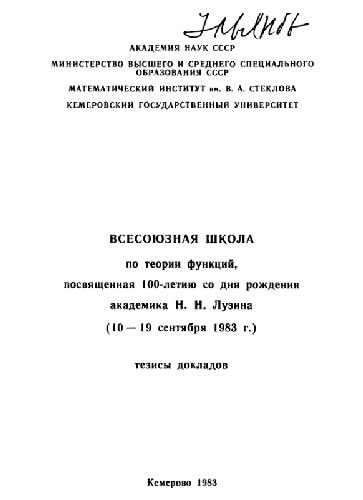 Ульянов
АКАДЕМИЯ НАУК СССР
МИНИСТЕРСТВО ВЫСШЕГО И СРЕДНЕГО СПЕЦИАЛЬНОГО
ОБРАЗОВАНИЯ СССР
МАТЕМАТИЧЕСКИЙ ИНСТИТУТ им. В. А. СТЕКЛОВА
КЕМЕРОВСКИЙ ГОСУДАРСТВЕННЫЙ УНИВЕРСИТЕТ
ВСЕСОЮЗНАЯ ШКОЛА
по теории функций,
посвященная 100-летию со дня рождения
академика Н. Н. Лузина
(10 — 19 сентября 1983 г.)
тезисы докладов
Кемерово 1983